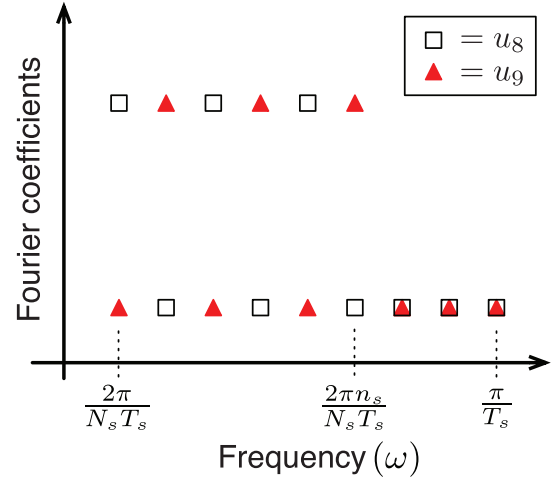 = u_8
= u_9
Fourier coefficients
2π/(N_s T_s)
2πn_s/(N_s T_s)
π/T_s
Frequency (ω)